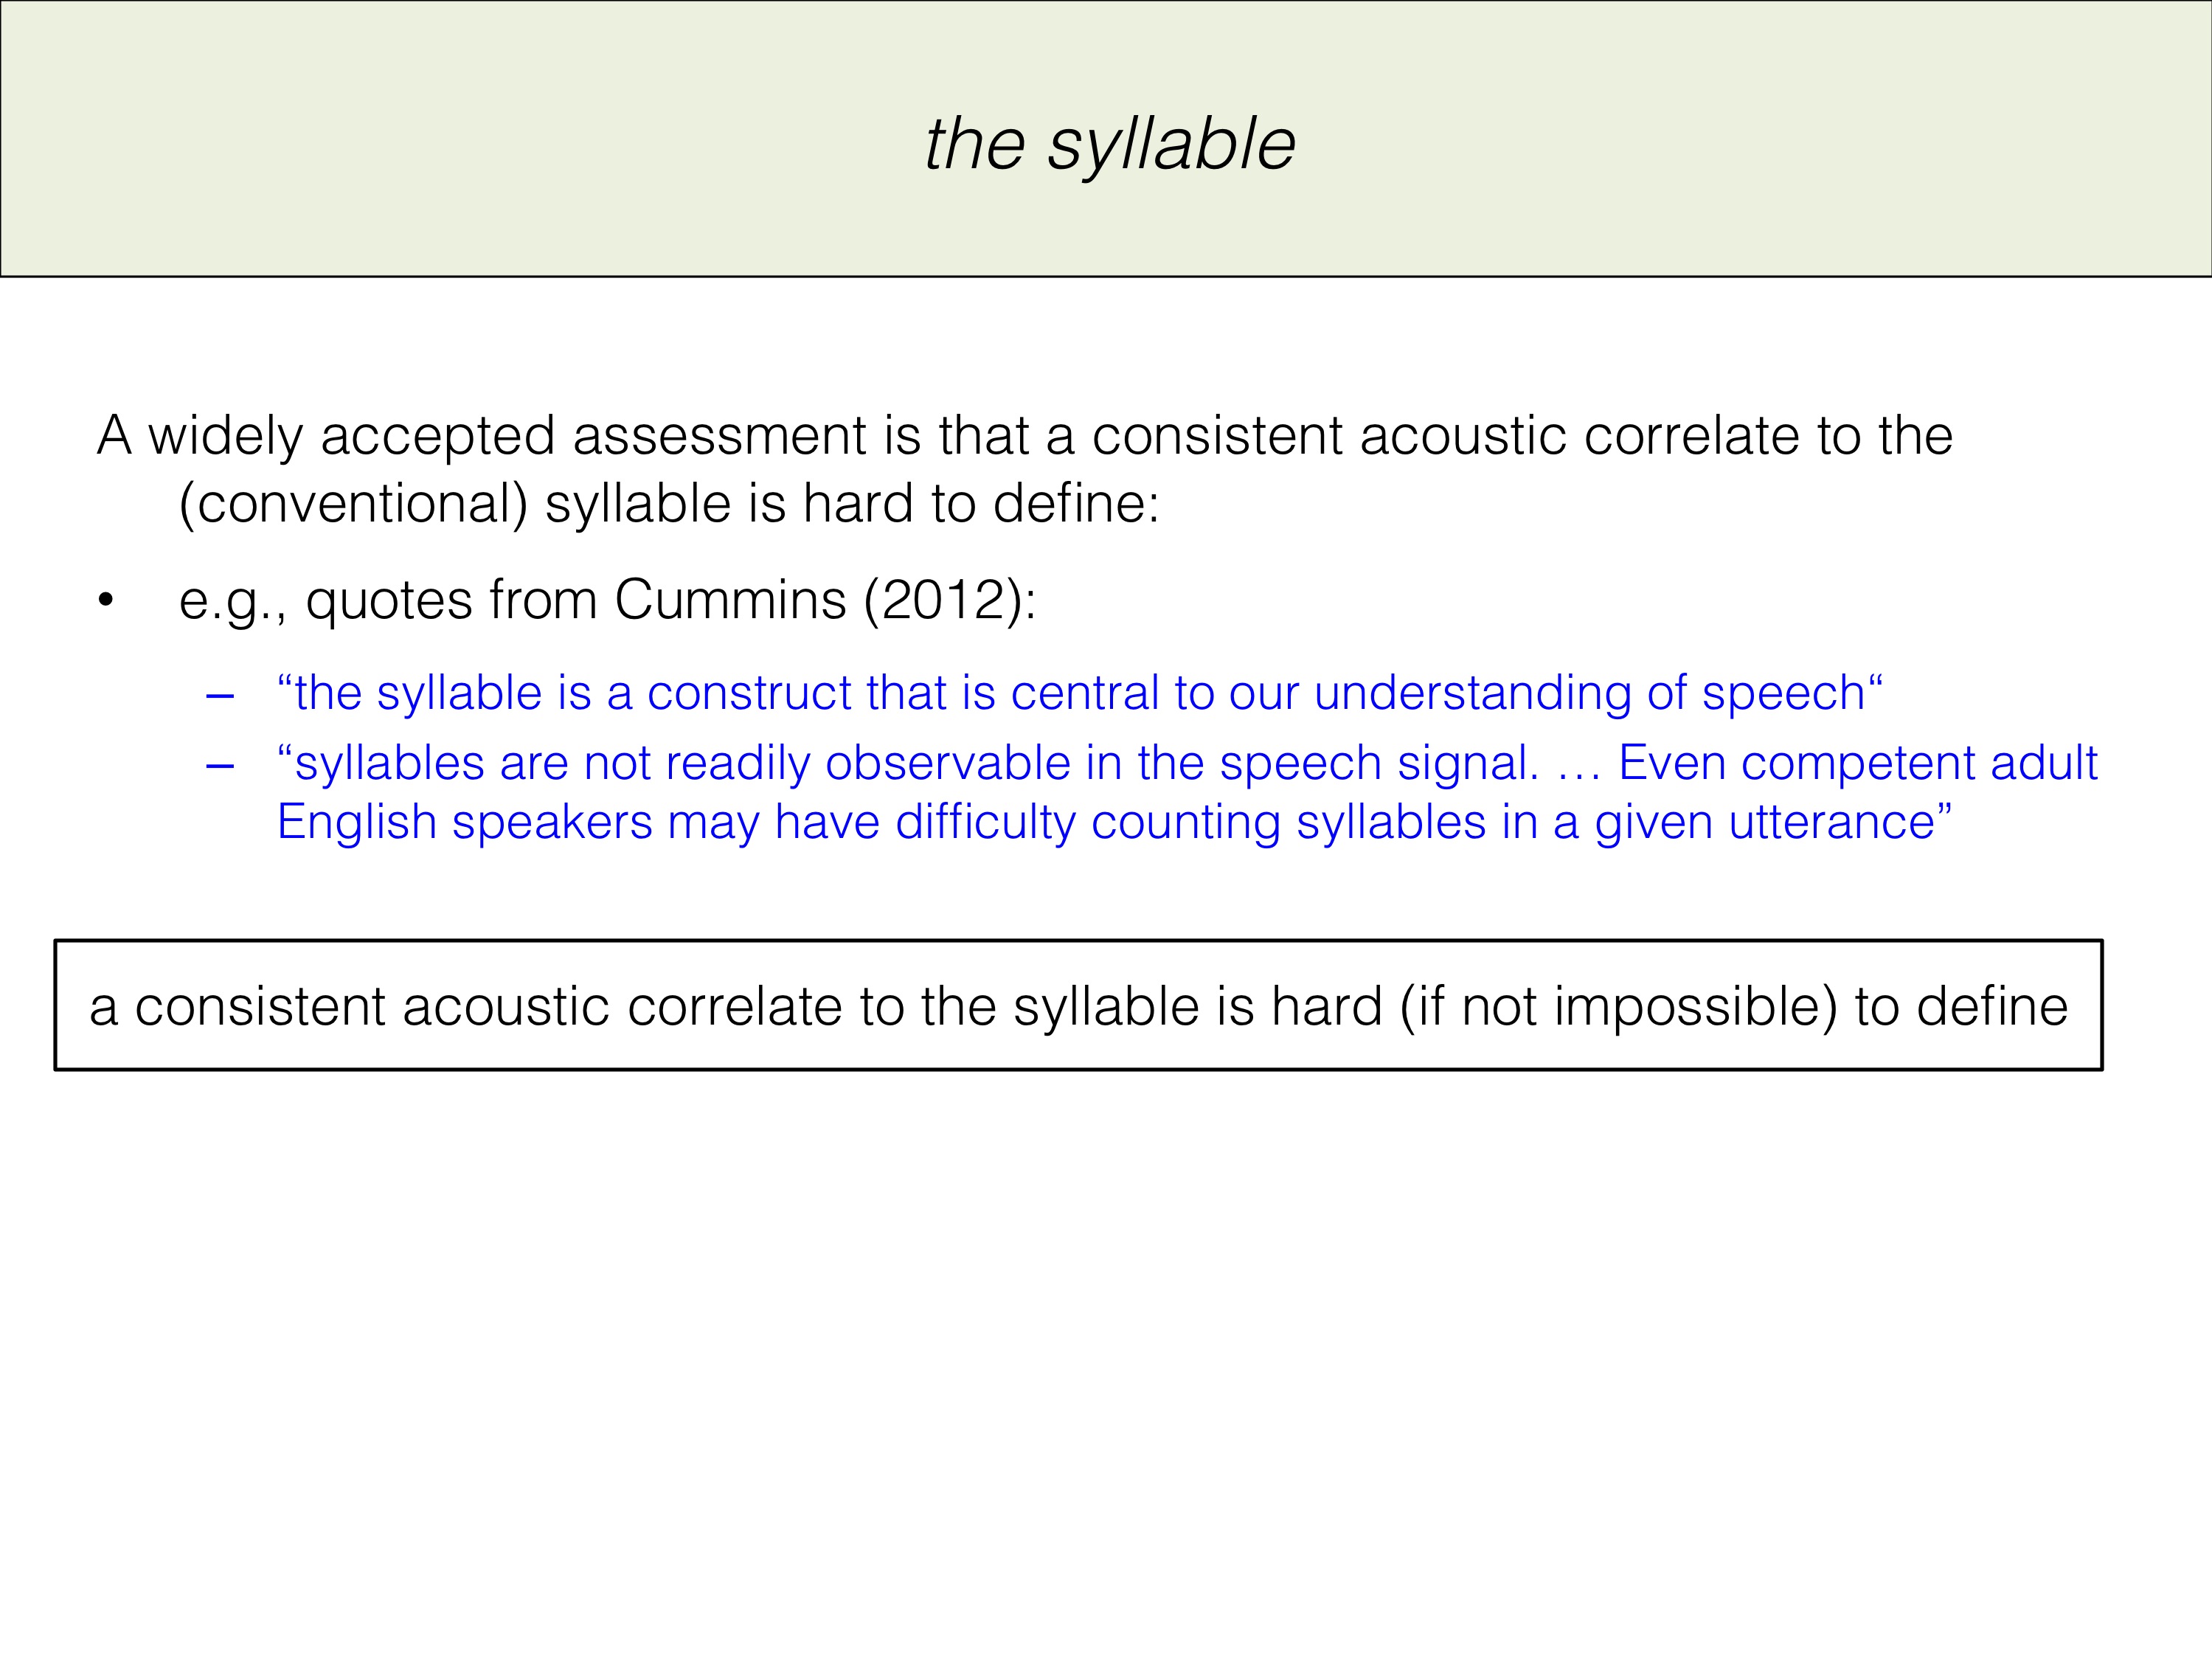 the syllable
A widely accepted assessment is that a consistent acoustic correlate to the
(conventional) syllable is hard to define:
• e.g., quotes from Cummins (2012):
– “the syllable is a construct that is central to our understanding of speech“
– “syllables are not readily observable in the speech signal. … Even competent adult
English speakers may have difficulty counting syllables in a given utterance”
a consistent acoustic correlate to the syllable is hard (if not impossible) to define